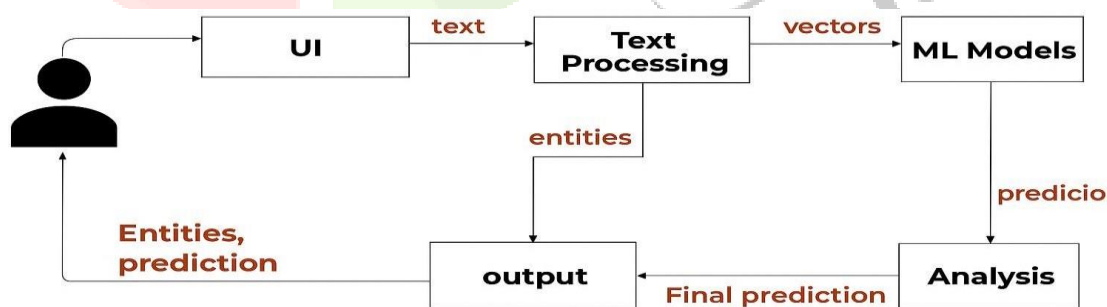 UI
text
Text
Processing
vectors
ML Models
entities
predicio
Entities,
prediction
output
Final prediction
Analysis